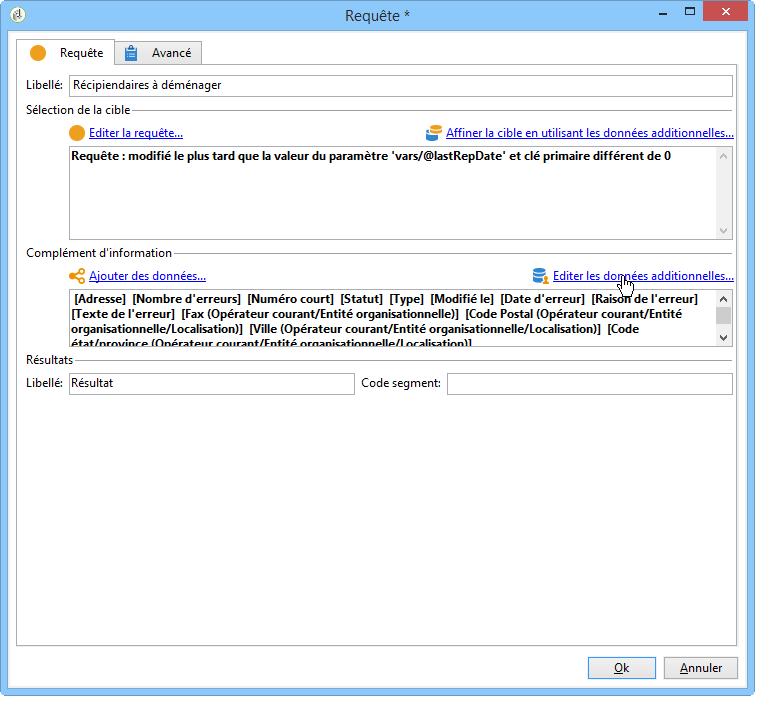 Requête *
Requête Avancé
Libellé: Récipiendaires à déménager
Sélection de la cible
Editer la requête... Affiner la cible en utilisant les données additionnelles...
Requête : modifié le plus tard que la valeur du paramètre 'vars/@lastRepDate' et clé primaire différent de 0
Complément d'information
Ajouter des données... Editer les données additionnelles...
[Adresse] [Nombre d'erreurs] [Numéro court] [Statut] [Type] [Modifié le] [Date d'erreur] [Raison de l'erreur]
[Texte de l'erreur] [Fax (Opérateur courant/Entité organisationnelle)] [Code Postal (Opérateur courant/Entité
organisationnelle/Localisation)] [Ville (Opérateur courant/Entité organisationnelle/Localisation)] [Code
état/province (Opérateur courant/Entité organisationnelle/Localisation)]
Résultats
Libellé: Résultat Code segment:
Ok Annuler